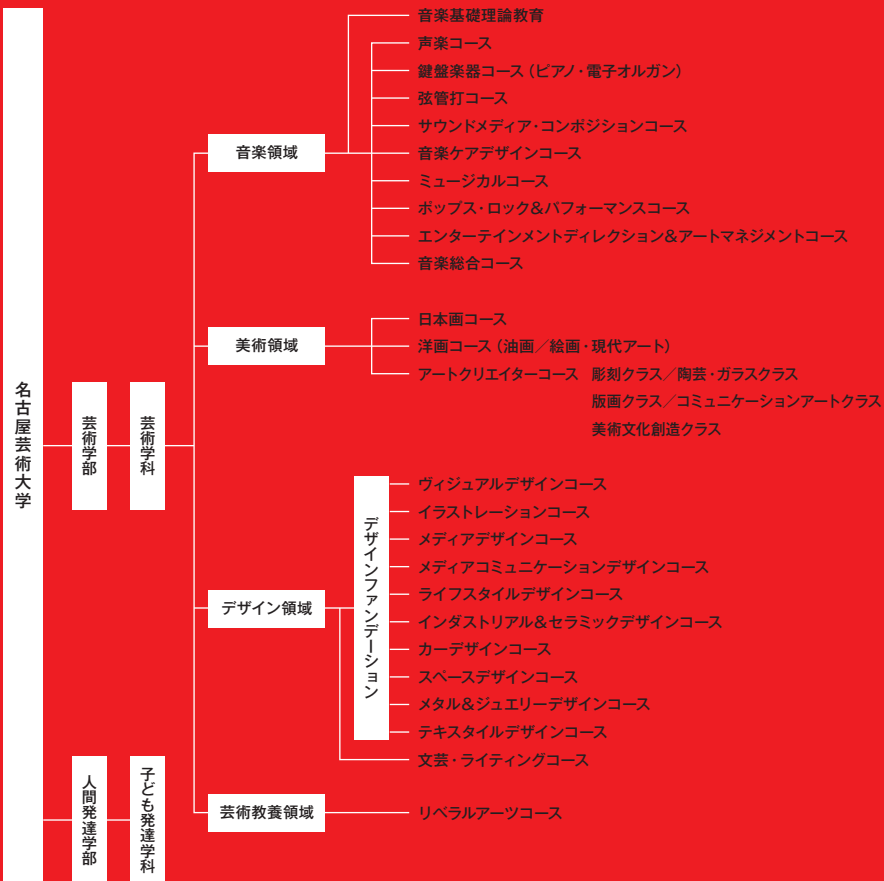 名古屋芸術大学
芸術学部
芸術学科
音楽領域
音楽基礎理論教育
声楽コース
鍵盤楽器コース（ピアノ・電子オルガン）
弦管打コース
サウンドメディア・コンポジションコース
音楽ケアデザインコース
ミュージカルコース
ポップス・ロック&パフォーマンスコース
エンターテインメントディレクション&アートマネジメントコース
音楽総合コース
美術領域
日本画コース
洋画コース（油画／絵画・現代アート）
アートクリエイターコース 彫刻クラス／陶芸・ガラスクラス
版画クラス／コミュニケーションアートクラス
美術文化創造クラス
デザイン領域
デザインファンデーション
ヴィジュアルデザインコース
イラストレーションコース
メディアデザインコース
メディアコミュニケーションデザインコース
ライフスタイルデザインコース
インダストリアル&セラミックデザインコース
カーデザインコース
スペースデザインコース
メタル&ジュエリーデザインコース
テキスタイルデザインコース
文芸・ライティングコース
芸術教養領域
リベラルアーツコース
人間発達学部
子ども発達学科